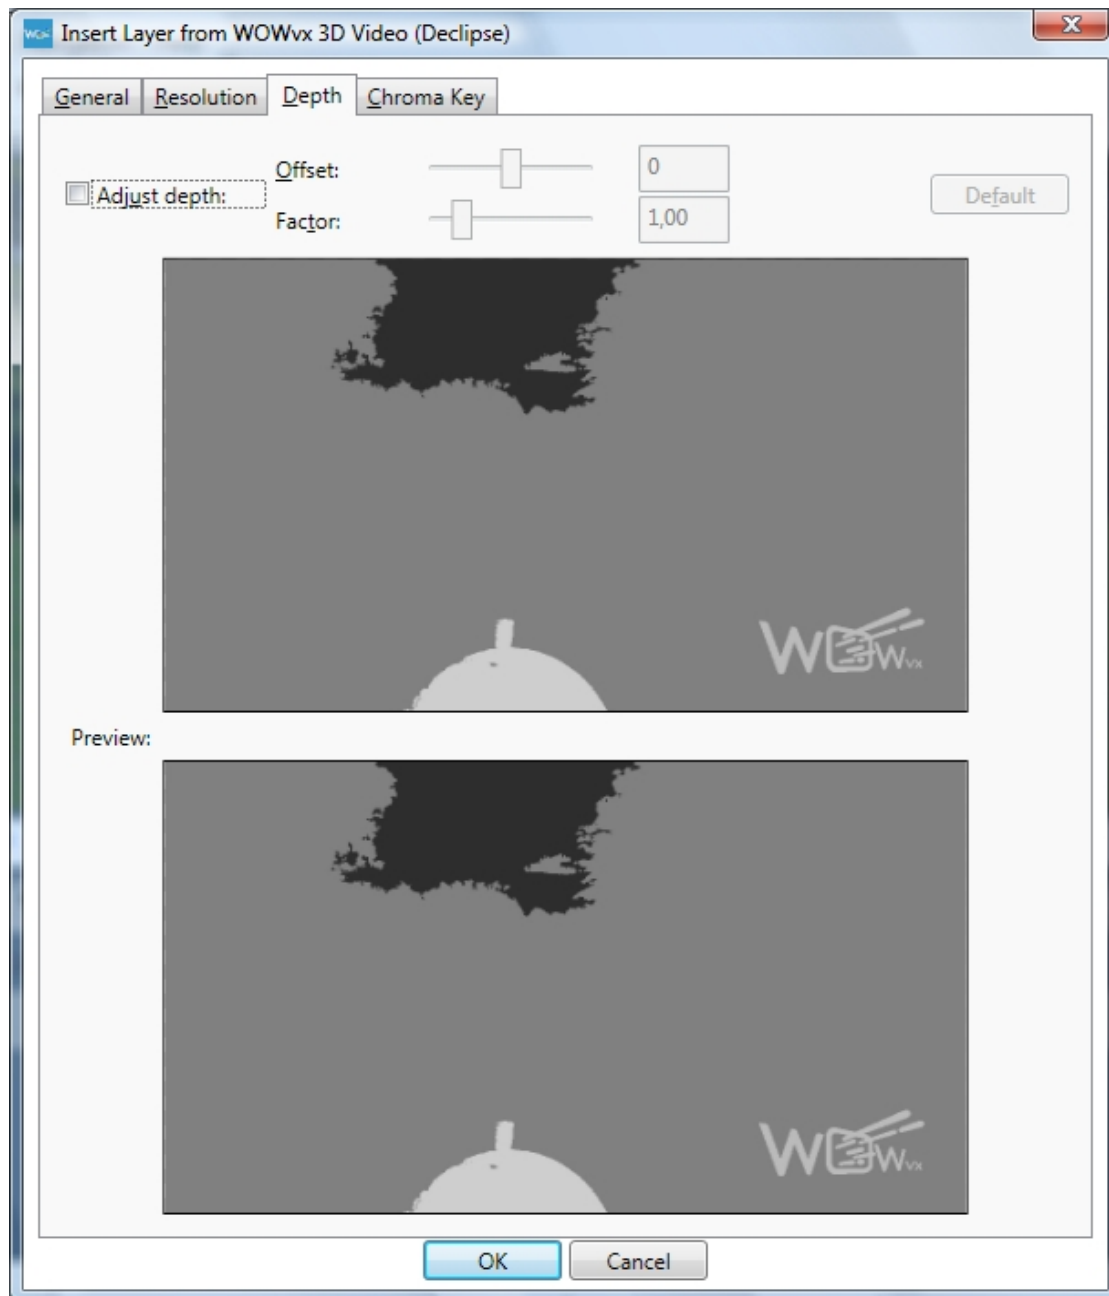 WOWvx Insert Layer from WOWvx 3D Video (Declipse) X
General Resolution Depth Chroma Key
Offset: 0
Adjust depth: Default
Factor: 1,00
WOWvx
Preview:
WOWvx
OK Cancel